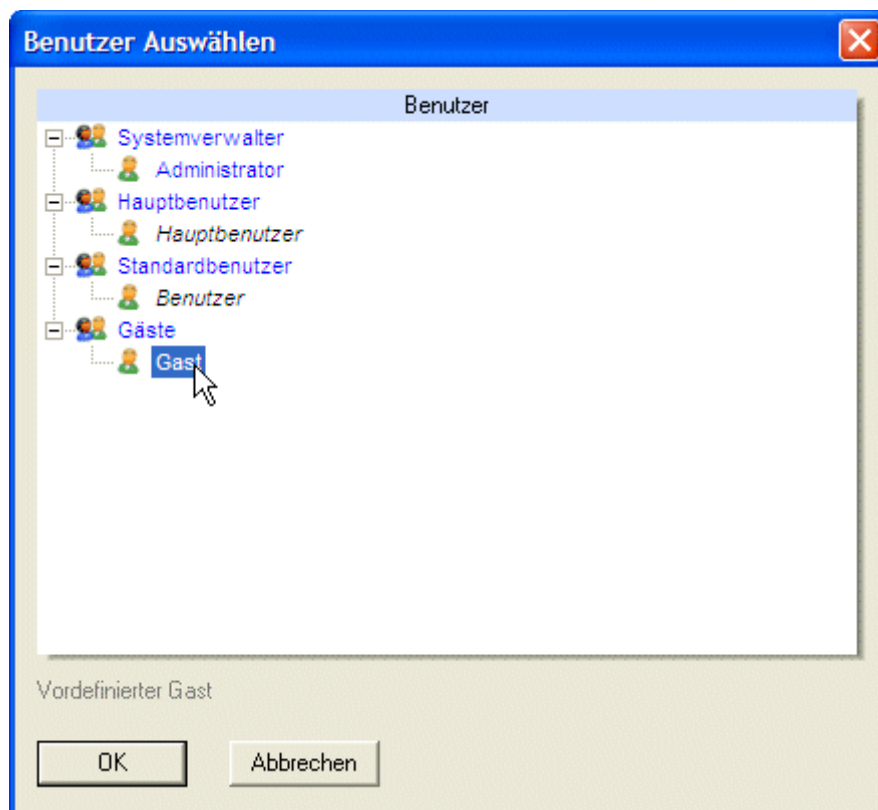 Benutzer Auswählen
Benutzer
Systemverwalter
Administrator
Hauptbenutzer
Hauptbenutzer
Standardbenutzer
Benutzer
Gäste
Gast
Vordefinierter Gast
OK
Abbrechen